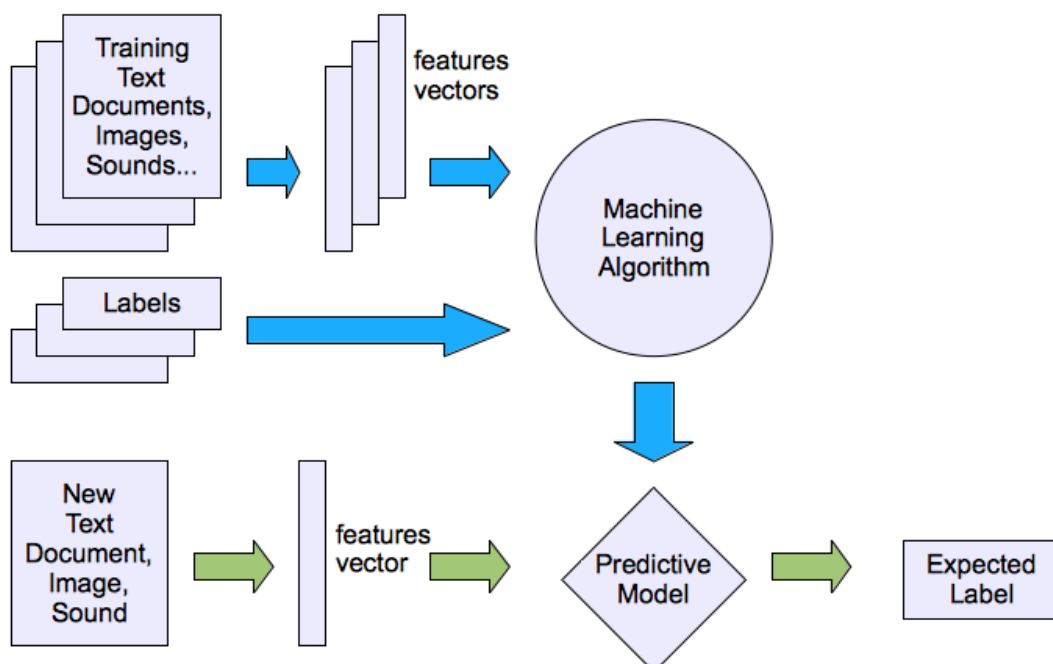 Training
Text
Documents,
Images,
Sounds...
features
vectors
Machine
Learning
Algorithm
Labels
New
Text
Document,
Image,
Sound
features
vector
Predictive
Model
Expected
Label